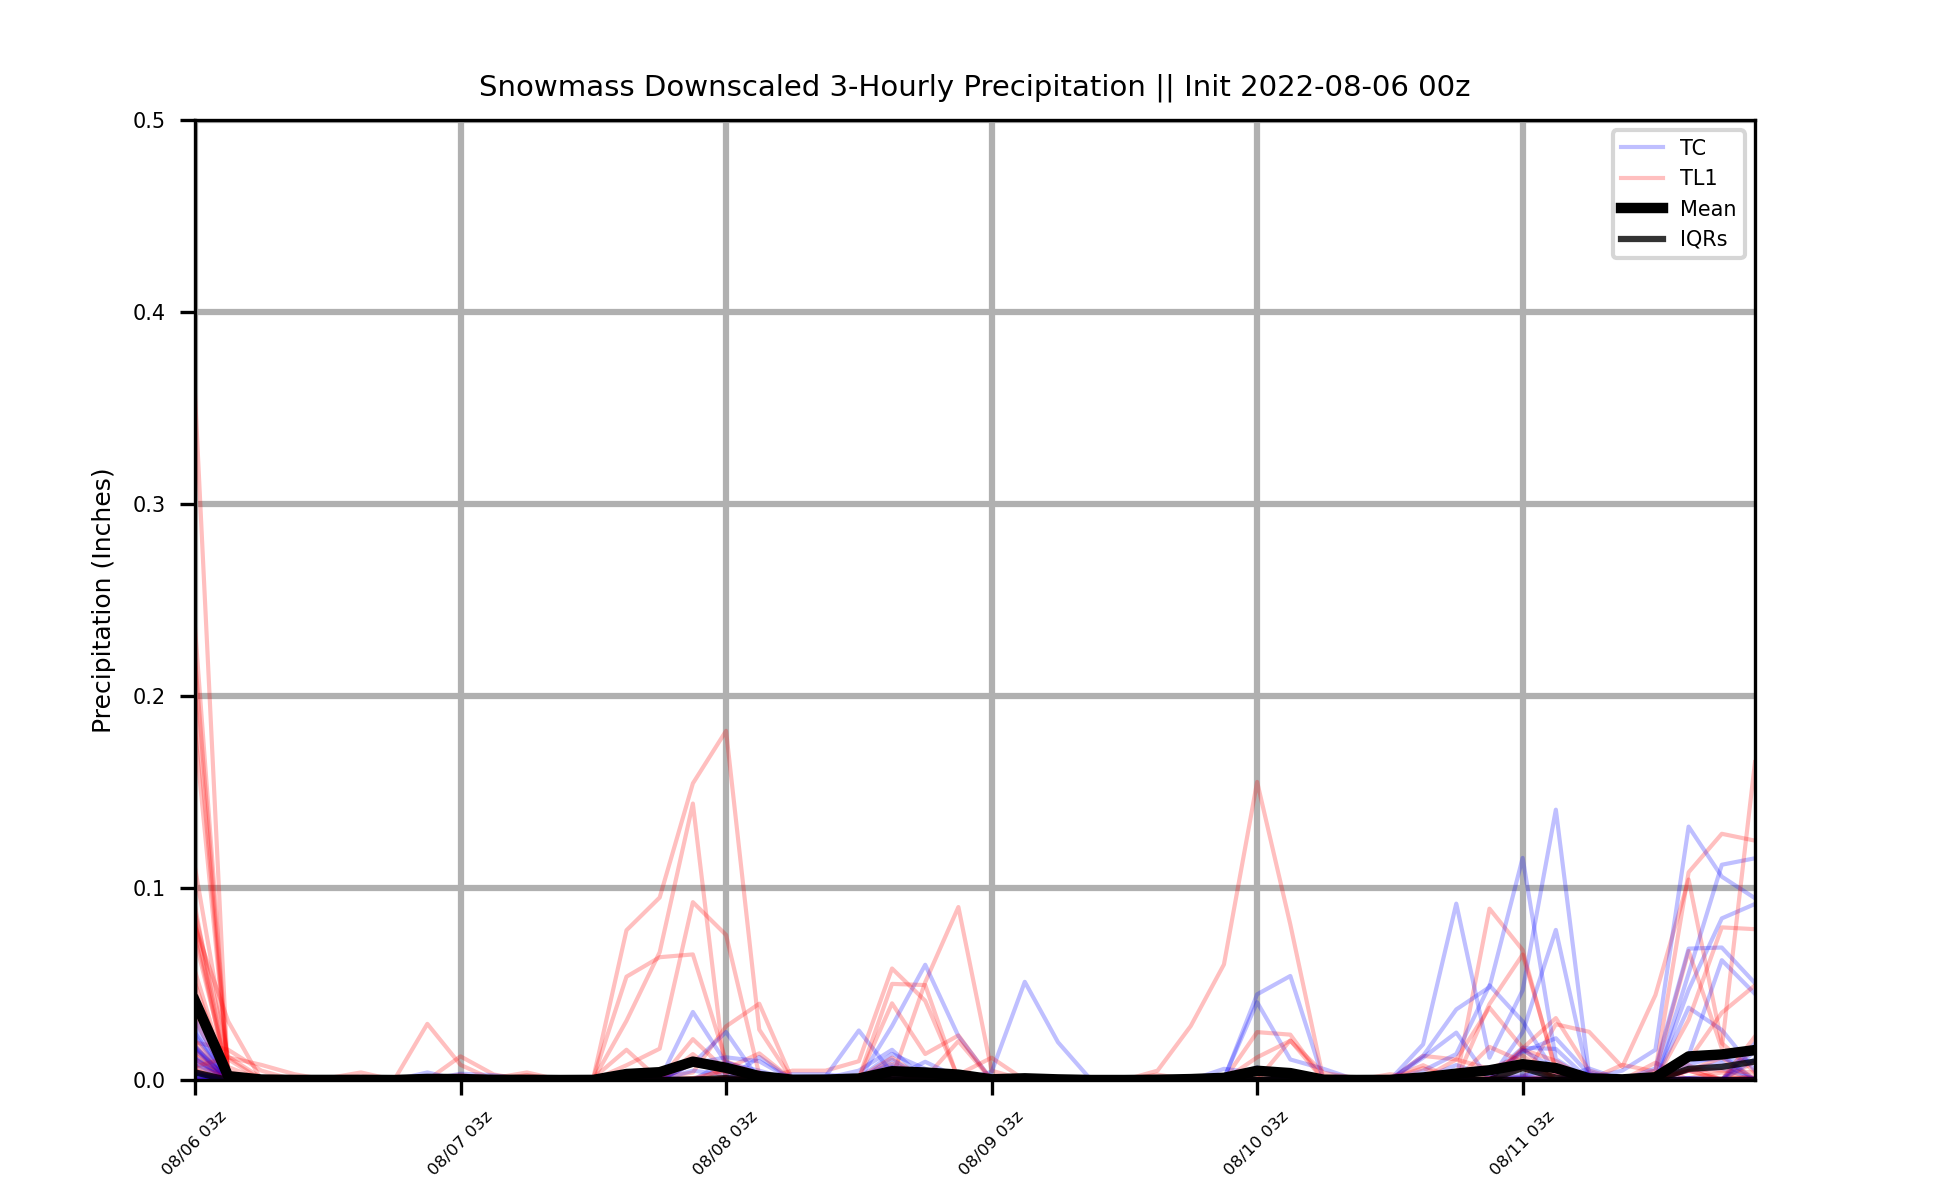 Snowmass Downscaled 3-Hourly Precipitation || Init 2022-08-06 00z
0.5
0.4
0.3
0.2
0.1
0.0
Precipitation (Inches)
TC
TL1
Mean
IQRs
08/06 03z
08/07 03z
08/08 03z
08/09 03z
08/10 03z
08/11 03z